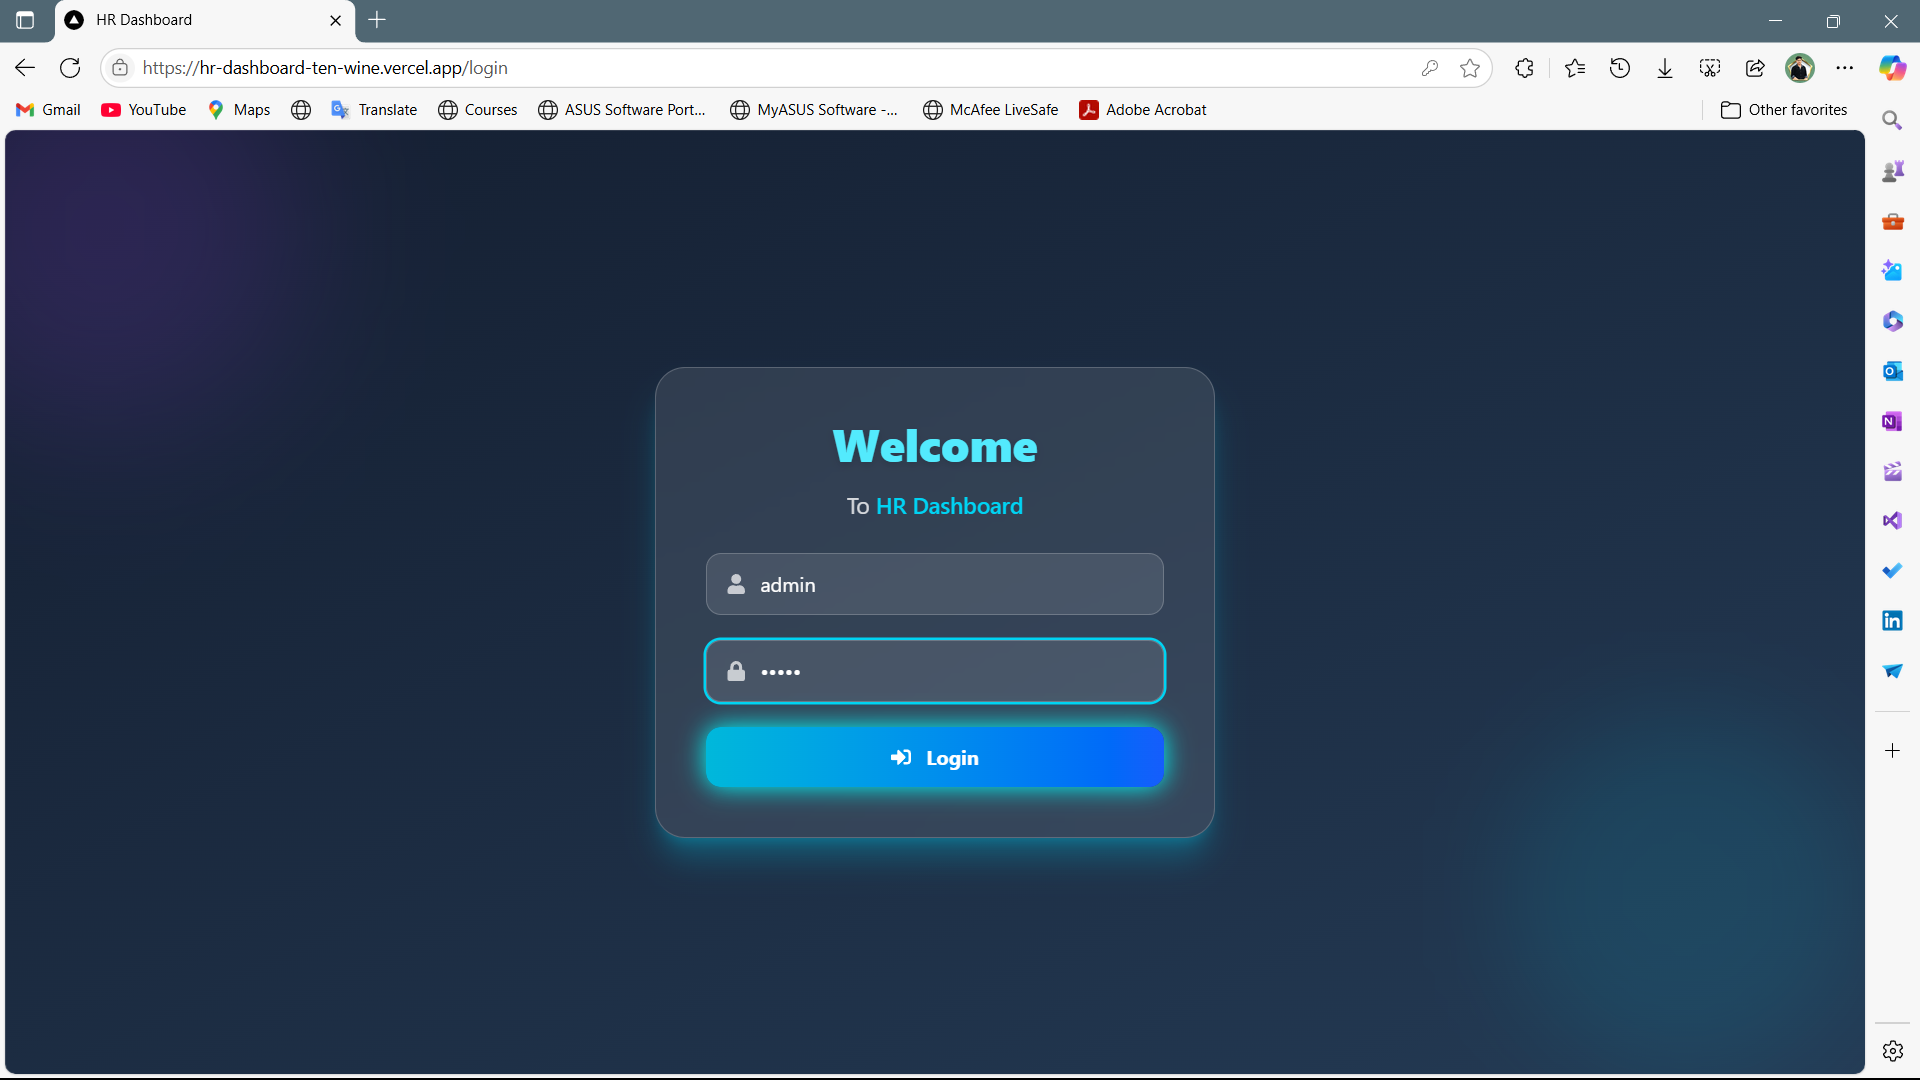 HR Dashboard
https://hr-dashboard-ten-wine.vercel.app/login
Gmail YouTube Maps Translate Courses ASUS Software Port... MyASUS Software -... McAfee LiveSafe Adobe Acrobat Other favorites
Welcome
To HR Dashboard
admin
•••••
Login